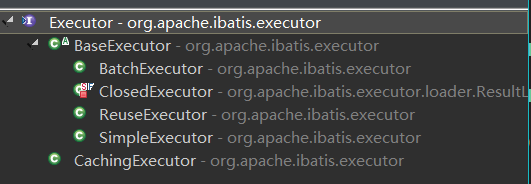 Executor - org.apache.ibatis.executor
BaseExecutor - org.apache.ibatis.executor
BatchExecutor - org.apache.ibatis.executor
ClosedExecutor - org.apache.ibatis.executor.loader.ResultL
ReuseExecutor - org.apache.ibatis.executor
SimpleExecutor - org.apache.ibatis.executor
CachingExecutor - org.apache.ibatis.executor